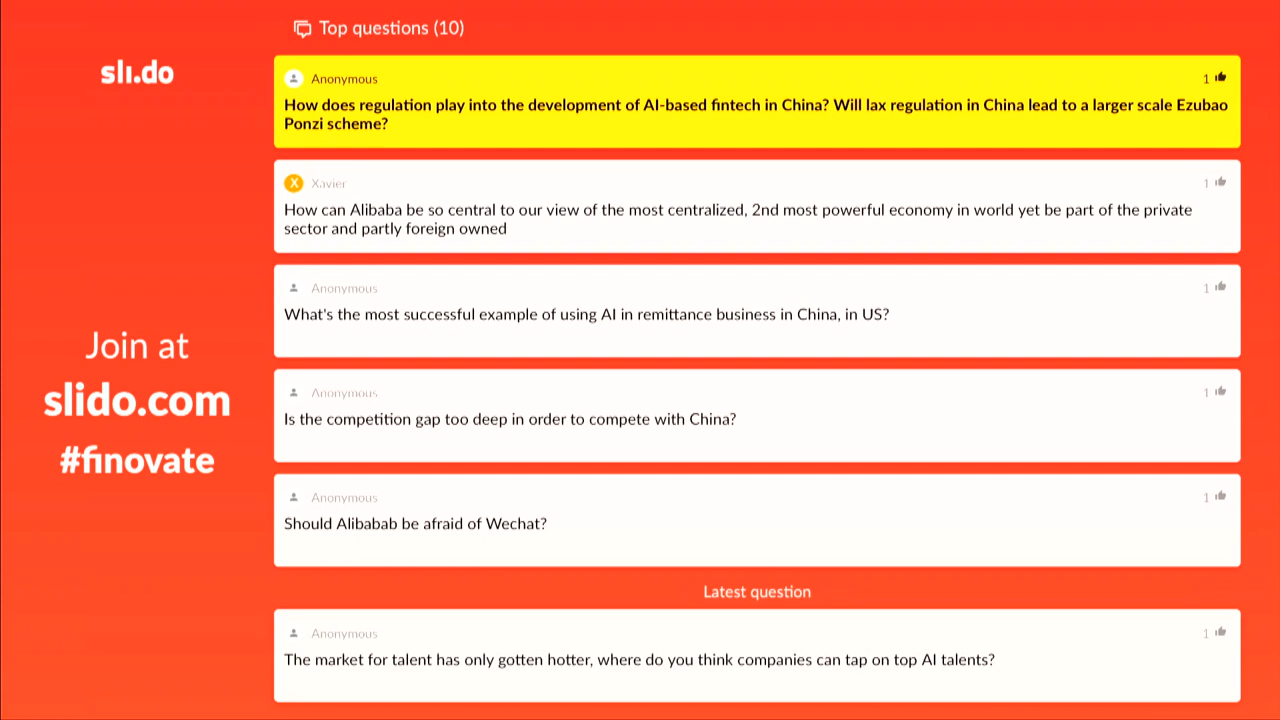 Top questions (10)
sli.do
Anonymous
1
How does regulation play into the development of AI-based fintech in China? Will lax regulation in China lead to a larger scale Ezubao
Ponzi scheme?
X Xavier
1
How can Alibaba be so central to our view of the most centralized, 2nd most powerful economy in world yet be part of the private
sector and partly foreign owned
Anonymous
1
What's the most successful example of using AI in remittance business in China, in US?
Join at
slido.com
#finovate
Anonymous
1
Is the competition gap too deep in order to compete with China?
Anonymous
1
Should Alibabab be afraid of Wechat?
Latest question
Anonymous
1
The market for talent has only gotten hotter, where do you think companies can tap on top AI talents?